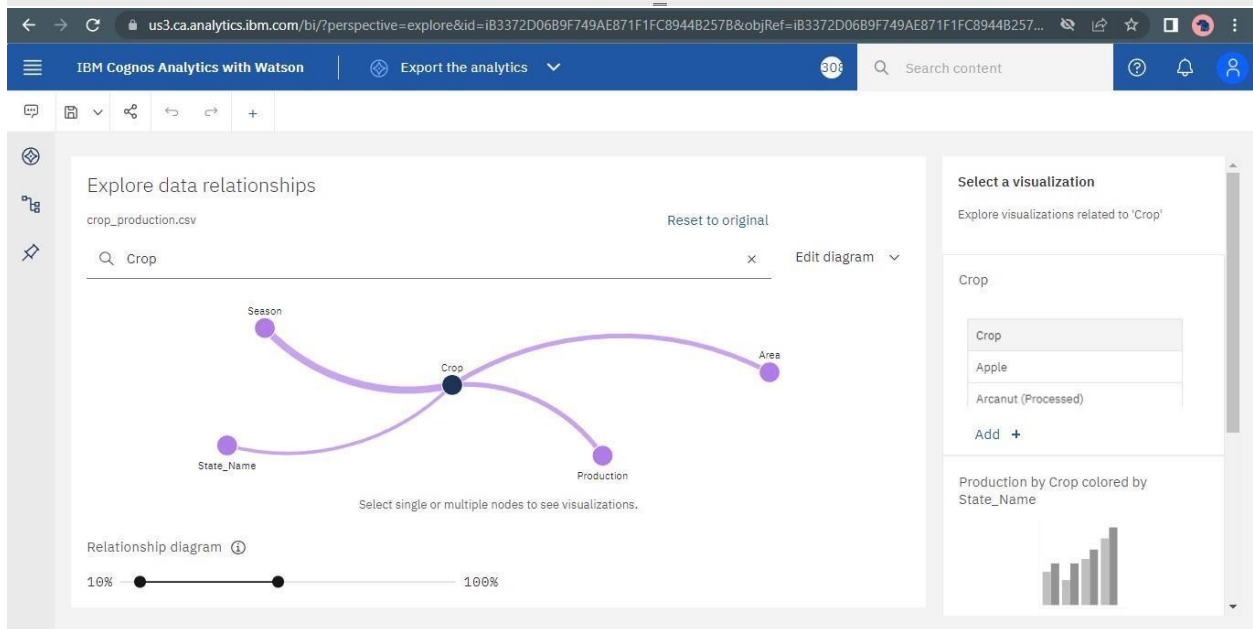 us3.ca.analytics.ibm.com/bi/?perspective=explore&id=iB3372D06B9F749AE871F1FC8944B257B&objRef=iB3372D06B9F749AE871F1FC8944B257...
IBM Cognos Analytics with Watson
Export the analytics
Search content
Explore data relationships
crop_production.csv
Reset to original
Crop
Edit diagram
Season
Crop
Area
State_Name
Production
Select single or multiple nodes to see visualizations.
Relationship diagram
10%
100%
Select a visualization
Explore visualizations related to 'Crop'
Crop
Crop
Apple
Arcanut (Processed)
Add +
Production by Crop colored by
State_Name